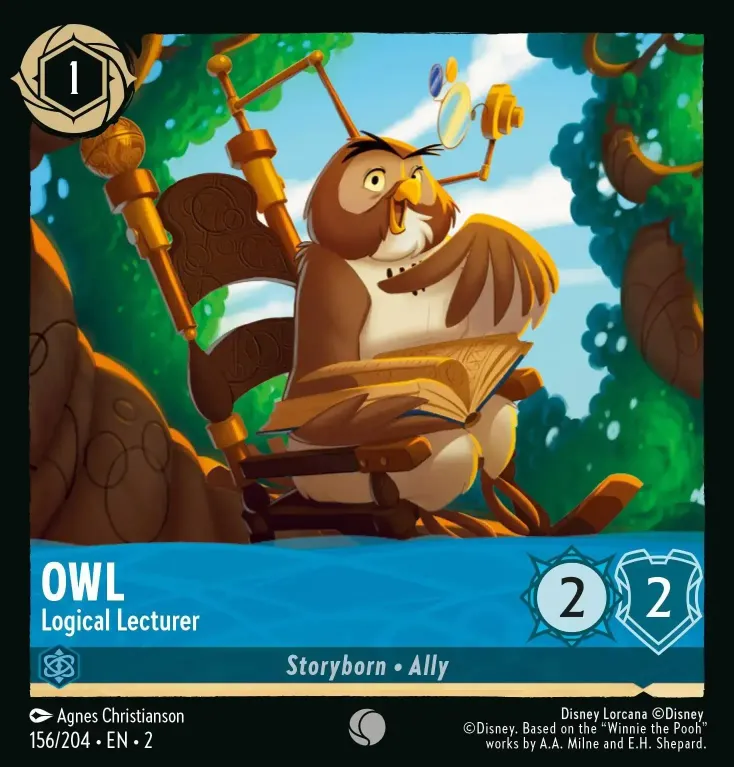 1
OWL
Logical Lecturer
2
2
Storyborn • Ally
Agnes Christianson
156/204 • EN • 2
Disney Lorcana ©Disney
©Disney. Based on the “Winnie the Pooh”
works by A.A. Milne and E.H. Shepard.